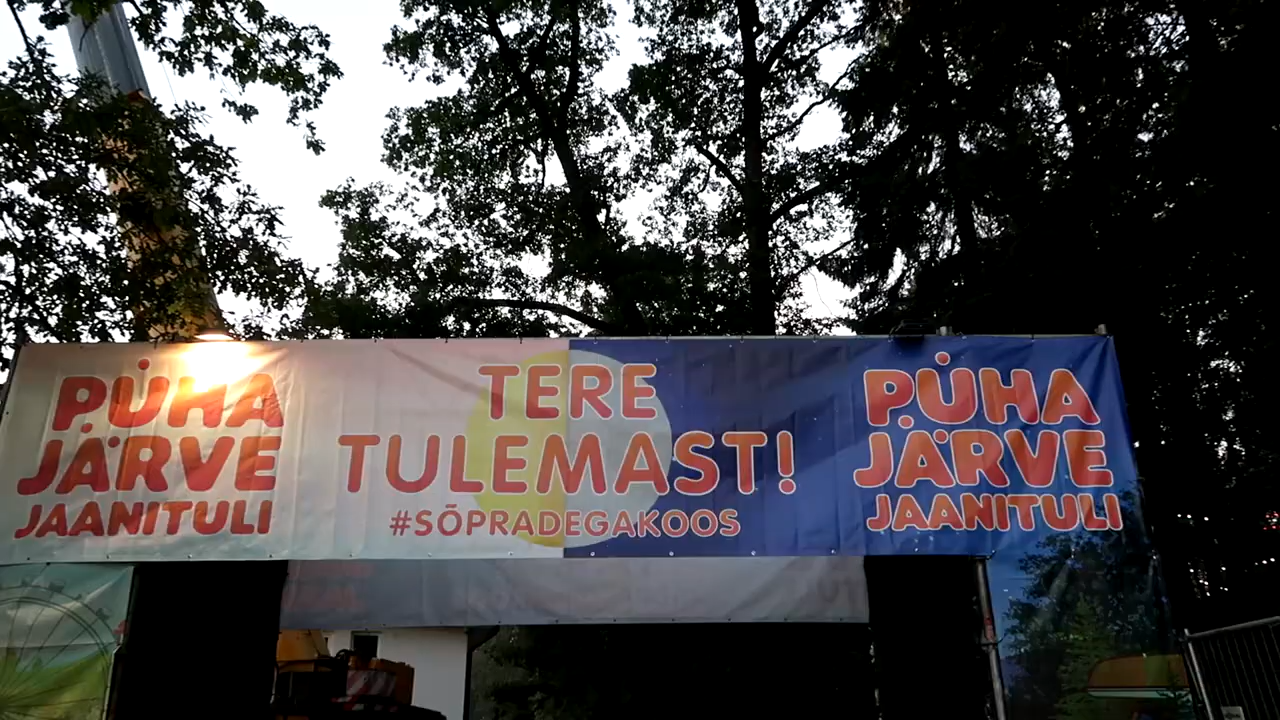 PÜHA
JÄRVE
JAANITULI
TERE
TULEMAST!
#SÕPRADEGAKOOS
PÜHA
JÄRVE
JAANITULI